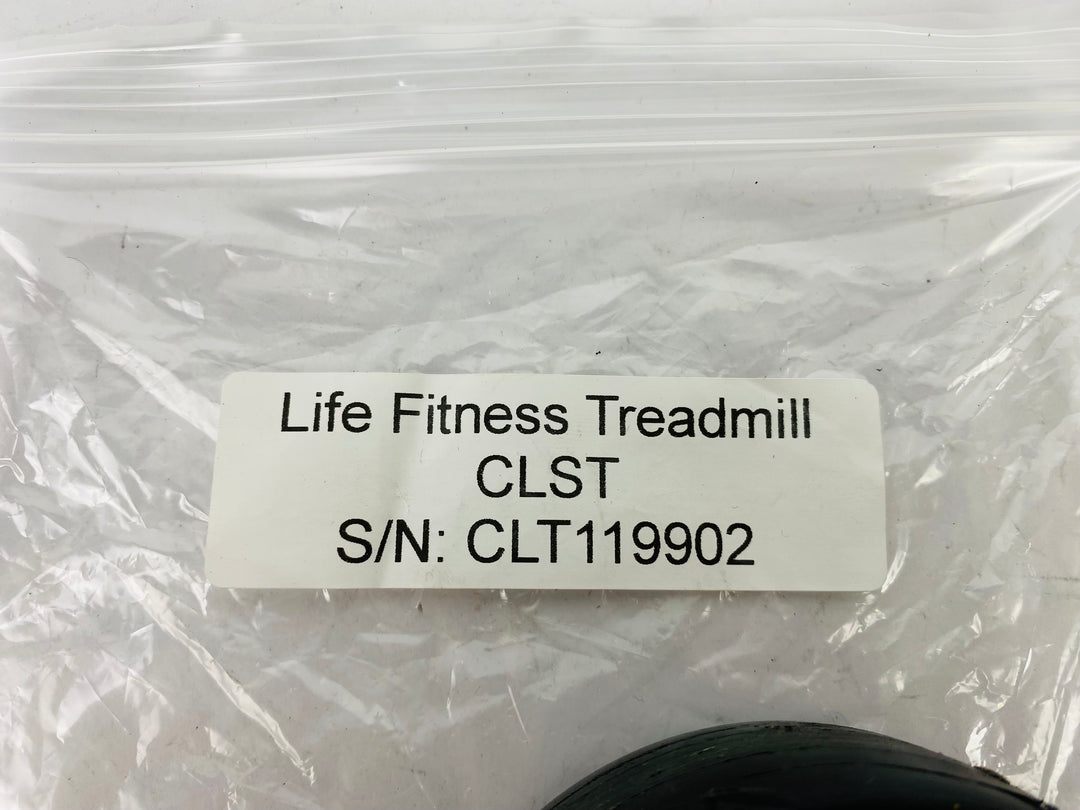 Life Fitness Treadmill
CLST
S/N: CLT119902